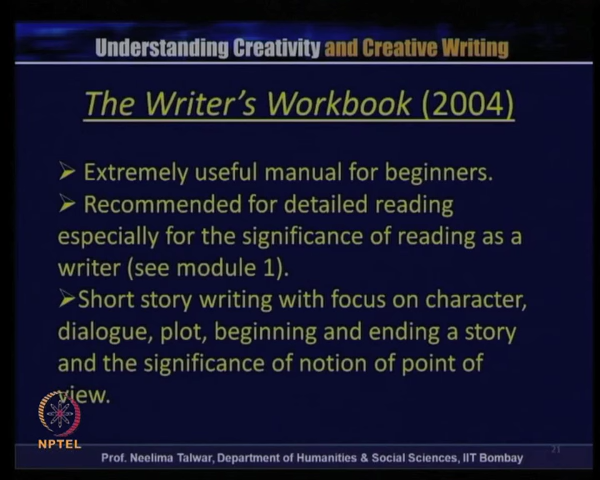 Understanding Creativity and Creative Writing
The Writer's Workbook (2004)
➤ Extremely useful manual for beginners.
➤ Recommended for detailed reading
especially for the significance of reading as a
writer (see module 1).
➤Short story writing with focus on character,
dialogue, plot, beginning and ending a story
and the significance of notion of point of
view.
NPTEL
21
Prof. Neelima Talwar, Department of Humanities & Social Sciences, IIT Bombay